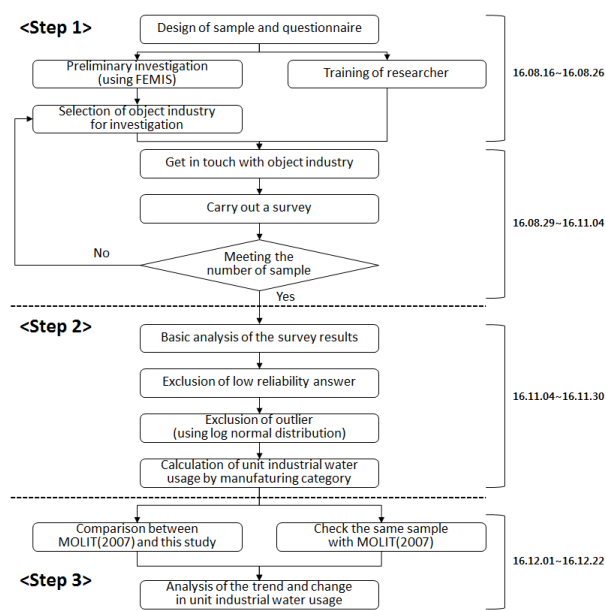 <Step 1>
Design of sample and questionnaire
Preliminary investigation
(using FEMIS)
Training of researcher
16.08.16~16.08.26
Selection of object industry
for investigation
Get in touch with object industry
Carry out a survey
16.08.29~16.11.04
No
Meeting the
number of sample
Yes
<Step 2>
Basic analysis of the survey results
Exclusion of low reliability answer
16.11.04~16.11.30
Exclusion of outlier
(using log normal distribution)
Calculation of unit industrial water
usage by manufaturing category
Comparison between
MOLIT(2007) and this study
Check the same sample
with MOLIT(2007)
16.12.01~16.12.22
<Step 3>
Analysis of the trend and change
in unit industrial water usage